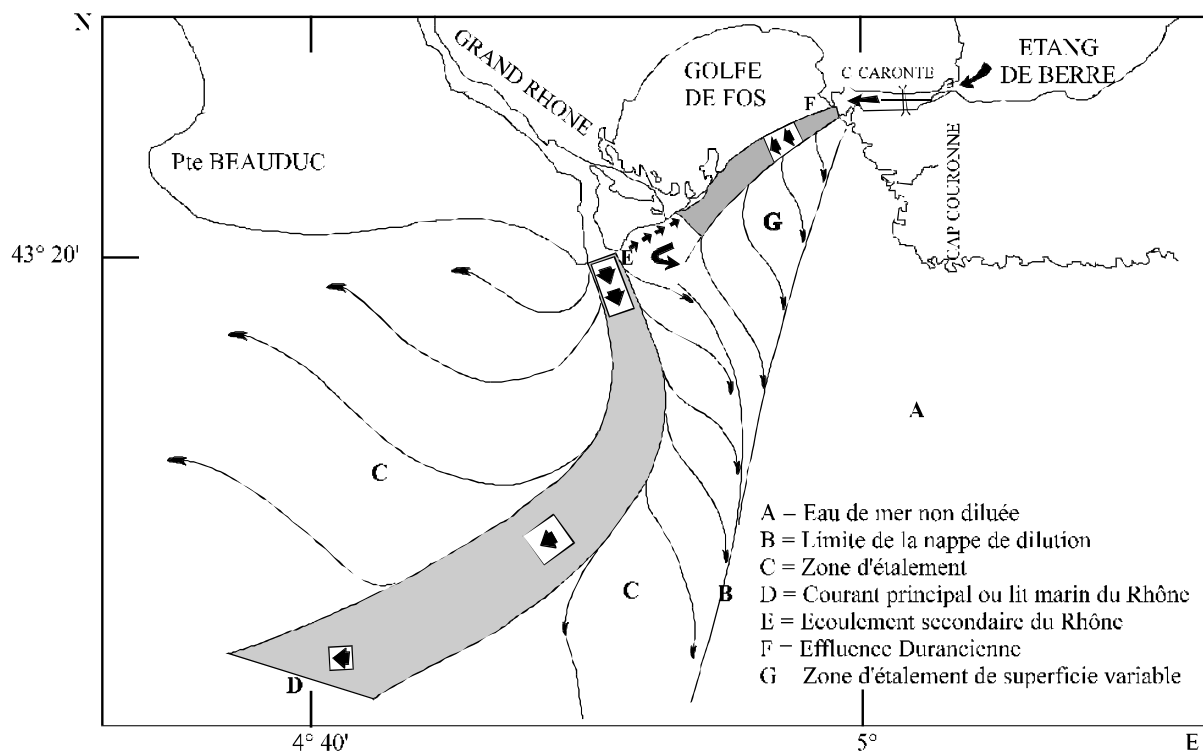 N
GRAND RHONE
GOLFE
DE FOS
C CARONTE
ETANG
DE BERRE
F
Pte BEAUDUC
CAP COURONNE
G
43° 20'
E
A
C
A – Eau de mer non diluée
B = Limite de la nappe de dilution
C = Zone d'étalement
C
B
D = Courant principal ou lit marin du Rhône
E = Ecoulement secondaire du Rhône
F = Effluence Durancienne
G Zone d'étalement de superficie variable
D
4° 40'
5°
E